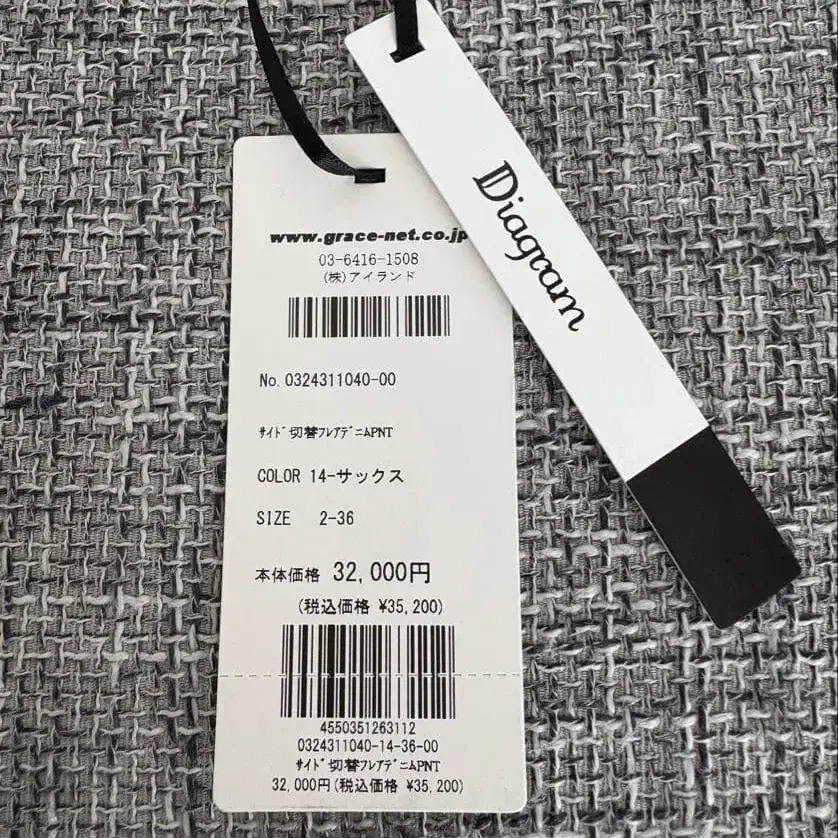 www.grace-net.co.jp
03-6416-1508
(株)アイランド
No. 0324311040-00
ｻｲﾄﾞ切替ﾌﾚｱﾃﾞﾆﾑPNT
COLOR 14-サックス
SIZE 2-36
本体価格 32,000円
(税込価格 ¥35,200)
4550351263112
0324311040-14-36-00
ｻｲﾄﾞ切替ﾌﾚｱﾃﾞﾆﾑPNT
32,000円(税込価格 ¥35,200)
Diagram